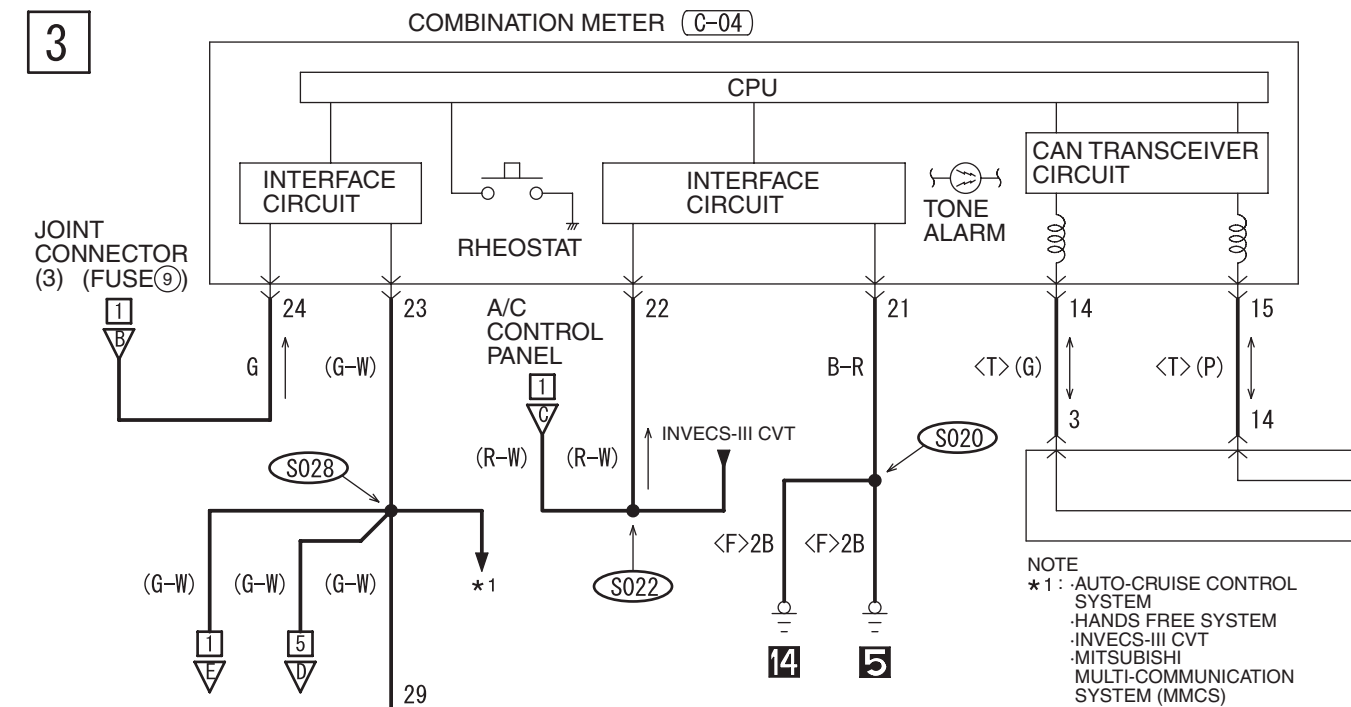 3
COMBINATION METER C-04
CPU
INTERFACE
CIRCUIT
RHEOSTAT
INTERFACE
CIRCUIT
TONE
ALARM
CAN TRANSCEIVER
CIRCUIT
JOINT
CONNECTOR
(3) (FUSE⑨)
1
B
24
G
23
(G-W)
A/C
CONTROL
PANEL
1
C
22
(R-W)
(R-W)
INVECS-III CVT
21
B-R
14
<T>(G)
3
15
<T>(P)
14
S028
S022
S020
(G-W)
(G-W)
(G-W)
*1
1
E
5
D
29
<F>2B
<F>2B
14
5
NOTE
*1: ·AUTO-CRUISE CONTROL
SYSTEM
·HANDS FREE SYSTEM
·INVECS-III CVT
·MITSUBISHI
MULTI-COMMUNICATION
SYSTEM (MMCS)